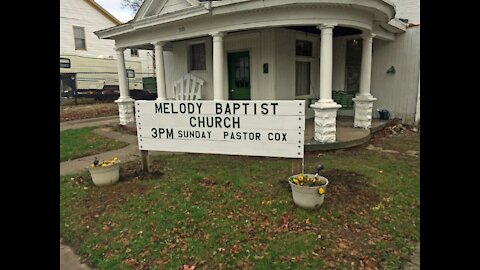 MELODY BAPTIST
CHURCH
3PM SUNDAY PASTOR COX